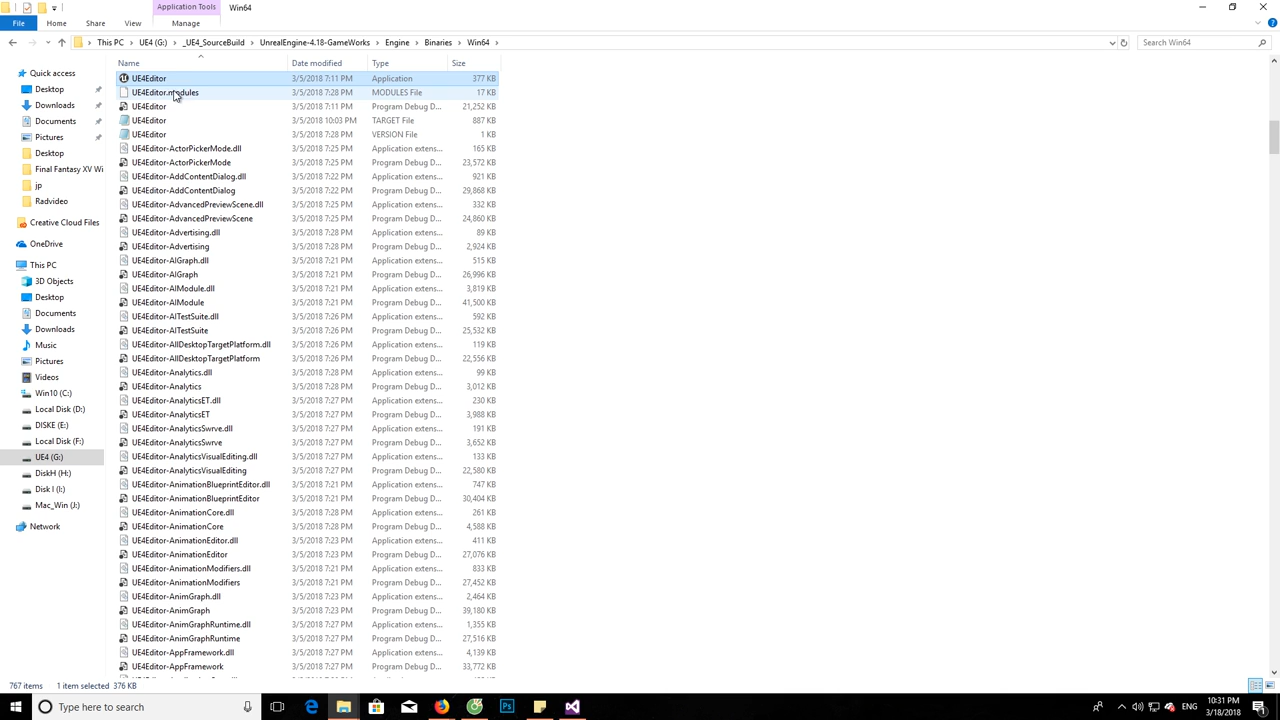 Application Tools
Win64
File
Home
Share
View
Manage
This PC
UE4 (G:)
_UE4_SourceBuild
UnrealEngine-4.18-GameWorks
Engine
Binaries
Win64
Search Win64
Name
Date modified
Type
Size
Quick access
Desktop
Downloads
Documents
Pictures
Desktop
Final Fantasy XV Wi
jp
Radvideo
Creative Cloud Files
OneDrive
This PC
3D Objects
Desktop
Documents
Downloads
Music
Pictures
Videos
Win10 (C:)
Local Disk (D:)
DISKE (E:)
Local Disk (F:)
UE4 (G:)
DiskH (H:)
Disk I (I:)
Mac_Win (J:)
Network
UE4Editor 3/5/2018 7:11 PM Application 377 KB
UE4Editor.modules 3/5/2018 7:28 PM MODULES File 17 KB
UE4Editor 3/5/2018 7:11 PM Program Debug D... 21,252 KB
UE4Editor 3/5/2018 10:03 PM TARGET File 887 KB
UE4Editor 3/5/2018 7:28 PM VERSION File 1 KB
UE4Editor-ActorPickerMode.dll 3/5/2018 7:25 PM Application extens... 165 KB
UE4Editor-ActorPickerMode 3/5/2018 7:25 PM Program Debug D... 23,572 KB
UE4Editor-AddContentDialog.dll 3/5/2018 7:22 PM Application extens... 921 KB
UE4Editor-AddContentDialog 3/5/2018 7:22 PM Program Debug D... 29,868 KB
UE4Editor-AdvancedPreviewScene.dll 3/5/2018 7:25 PM Application extens... 332 KB
UE4Editor-AdvancedPreviewScene 3/5/2018 7:25 PM Program Debug D... 24,860 KB
UE4Editor-Advertising.dll 3/5/2018 7:28 PM Application extens... 89 KB
UE4Editor-Advertising 3/5/2018 7:28 PM Program Debug D... 2,924 KB
UE4Editor-AIGraph.dll 3/5/2018 7:21 PM Application extens... 515 KB
UE4Editor-AIGraph 3/5/2018 7:21 PM Program Debug D... 26,996 KB
UE4Editor-AIModule.dll 3/5/2018 7:21 PM Application extens... 3,819 KB
UE4Editor-AIModule 3/5/2018 7:21 PM Program Debug D... 41,500 KB
UE4Editor-AITestSuite.dll 3/5/2018 7:26 PM Application extens... 592 KB
UE4Editor-AITestSuite 3/5/2018 7:26 PM Program Debug D... 25,532 KB
UE4Editor-AllDesktopTargetPlatform.dll 3/5/2018 7:26 PM Application extens... 119 KB
UE4Editor-AllDesktopTargetPlatform 3/5/2018 7:26 PM Program Debug D... 22,556 KB
UE4Editor-Analytics.dll 3/5/2018 7:28 PM Application extens... 99 KB
UE4Editor-Analytics 3/5/2018 7:28 PM Program Debug D... 3,012 KB
UE4Editor-AnalyticsET.dll 3/5/2018 7:27 PM Application extens... 230 KB
UE4Editor-AnalyticsET 3/5/2018 7:27 PM Program Debug D... 3,988 KB
UE4Editor-AnalyticsSwrve.dll 3/5/2018 7:27 PM Application extens... 191 KB
UE4Editor-AnalyticsSwrve 3/5/2018 7:27 PM Program Debug D... 3,652 KB
UE4Editor-AnalyticsVisualEditing.dll 3/5/2018 7:27 PM Application extens... 133 KB
UE4Editor-AnalyticsVisualEditing 3/5/2018 7:27 PM Program Debug D... 22,580 KB
UE4Editor-AnimationBlueprintEditor.dll 3/5/2018 7:21 PM Application extens... 747 KB
UE4Editor-AnimationBlueprintEditor 3/5/2018 7:21 PM Program Debug D... 30,404 KB
UE4Editor-AnimationCore.dll 3/5/2018 7:28 PM Application extens... 261 KB
UE4Editor-AnimationCore 3/5/2018 7:28 PM Program Debug D... 4,588 KB
UE4Editor-AnimationEditor.dll 3/5/2018 7:23 PM Application extens... 411 KB
UE4Editor-AnimationEditor 3/5/2018 7:23 PM Program Debug D... 27,076 KB
UE4Editor-AnimationModifiers.dll 3/5/2018 7:21 PM Application extens... 833 KB
UE4Editor-AnimationModifiers 3/5/2018 7:21 PM Program Debug D... 27,452 KB
UE4Editor-AnimGraph.dll 3/5/2018 7:23 PM Application extens... 2,464 KB
UE4Editor-AnimGraph 3/5/2018 7:23 PM Program Debug D... 39,180 KB
UE4Editor-AnimGraphRuntime.dll 3/5/2018 7:27 PM Application extens... 1,355 KB
UE4Editor-AnimGraphRuntime 3/5/2018 7:27 PM Program Debug D... 27,516 KB
UE4Editor-AppFramework.dll 3/5/2018 7:27 PM Application extens... 4,139 KB
UE4Editor-AppFramework 3/5/2018 7:27 PM Program Debug D... 33,772 KB
767 items
1 item selected 376 KB
Type here to search
ENG
10:31 PM
3/18/2018